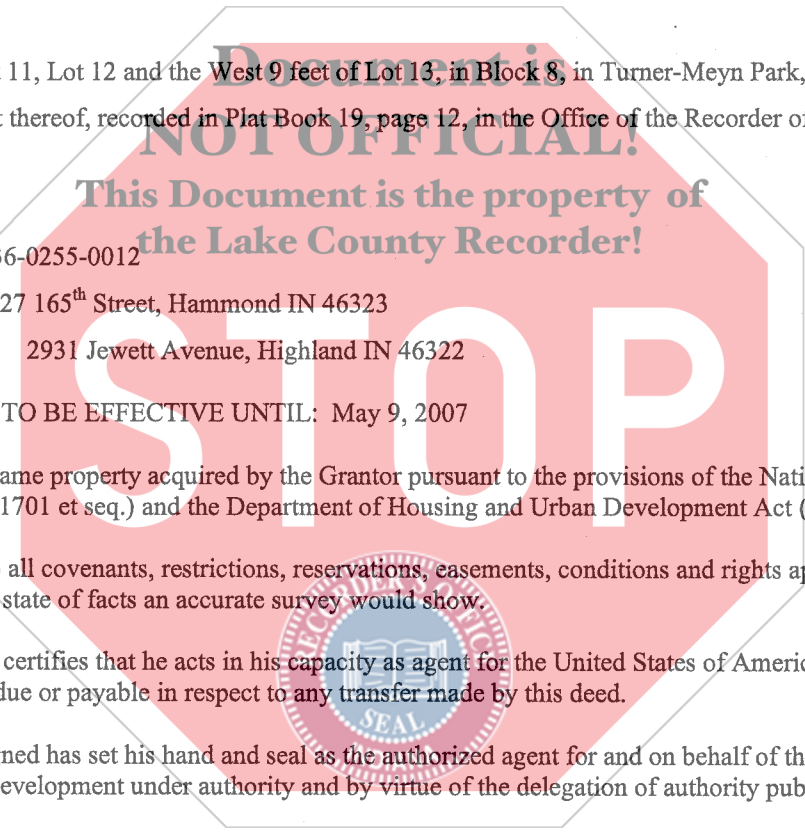 Document is
11, Lot 12 and the West 9 feet of Lot 13, in Block 8, in Turner-Meyn Park,
thereof, recorded in Plat Book 19, page 12, in the Office of the Recorder of
NOT OFFICIAL!
This Document is the property of
the Lake County Recorder!
6-0255-0012
27 165th Street, Hammond IN 46323
2931 Jewett Avenue, Highland IN 46322
STOP
TO BE EFFECTIVE UNTIL: May 9, 2007
ame property acquired by the Grantor pursuant to the provisions of the Nati
1701 et seq.) and the Department of Housing and Urban Development Act (
all covenants, restrictions, reservations, easements, conditions and rights ap
state of facts an accurate survey would show.
RECORDER'S OFFICE
certifies that he acts in his capacity as agent for the United States of Americ
due or payable in respect to any transfer made by this deed.
SEAL
INDIANA
ned has set his hand and seal as the authorized agent for and on behalf of th
evelopment under authority and by virtue of the delegation of authority pub